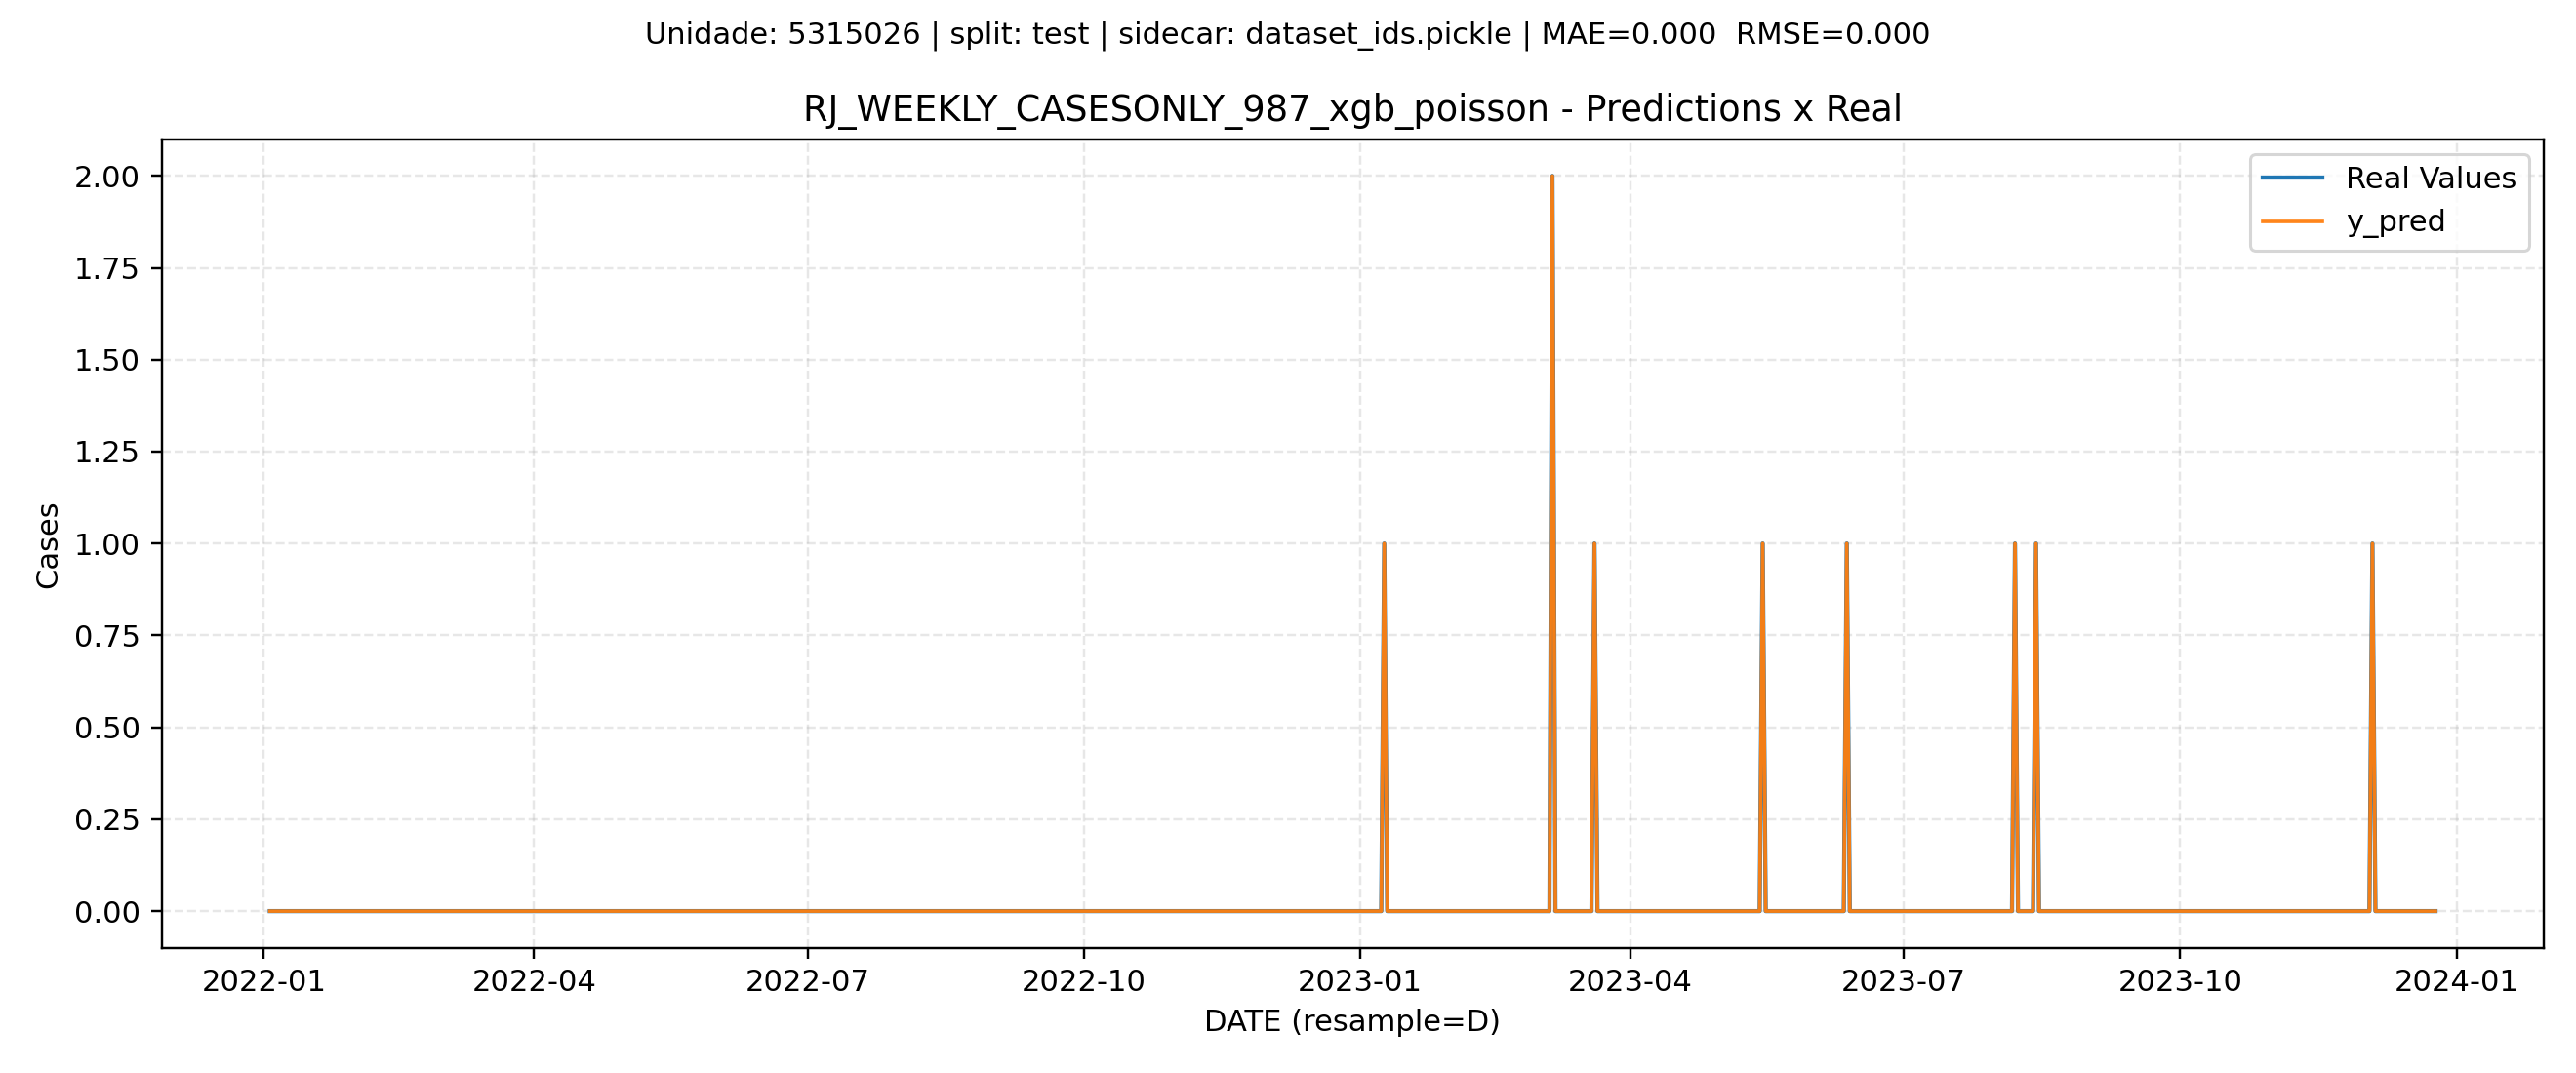 Unidade: 5315026 | split: test | sidecar: dataset_ids.pickle | MAE=0.000  RMSE=0.000
RJ_WEEKLY_CASESONLY_987_xgb_poisson - Predictions x Real
Real Values
y_pred
Cases
2.00
1.75
1.50
1.25
1.00
0.75
0.50
0.25
0.00
2022-01 2022-04 2022-07 2022-10 2023-01 2023-04 2023-07 2023-10 2024-01
DATE (resample=D)